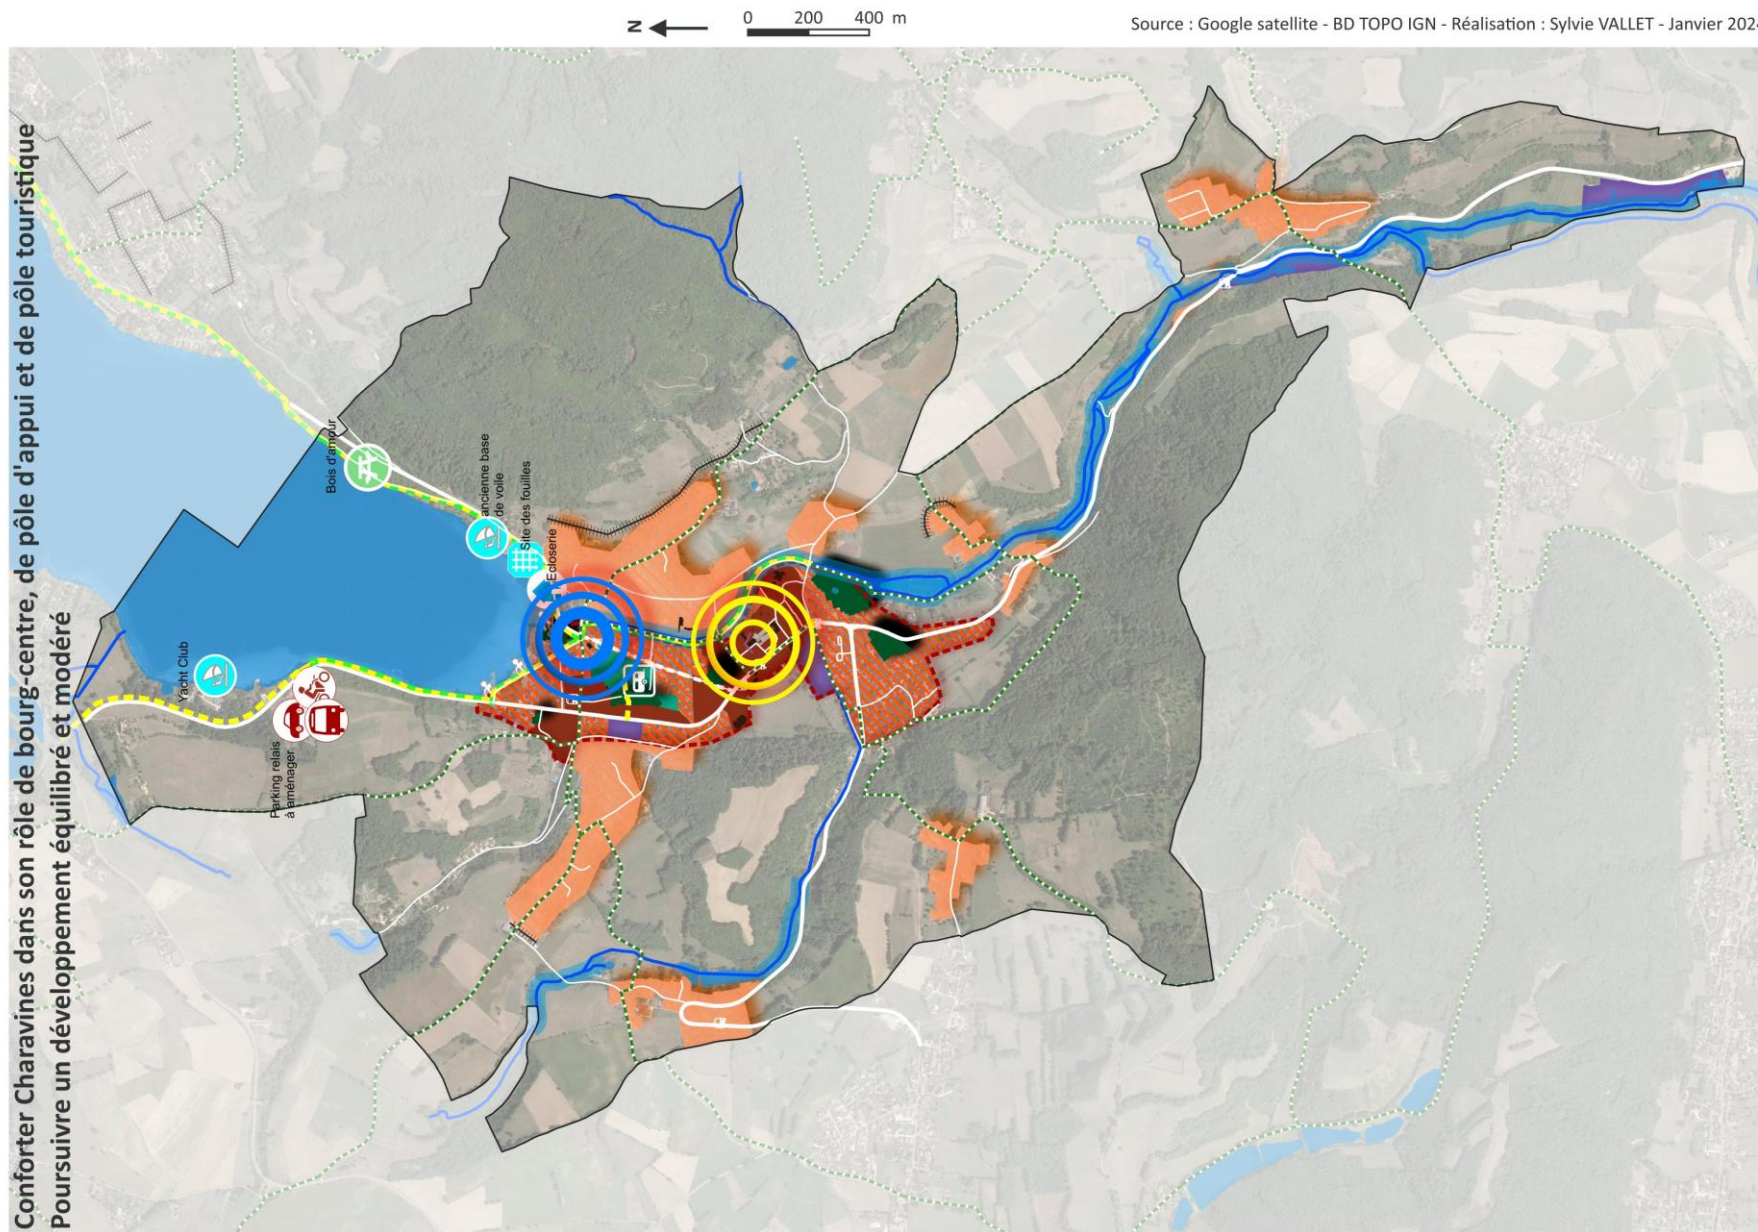 Conforter Charavines dans son rôle de bourg-centre, de pôle d'appui et de pôle touristique
Poursuivre un développement équilibré et modéré
N
0 200 400 m
Source : Google satellite - BD TOPO IGN - Réalisation : Sylvie VALLET - Janvier 2024
Bois d'amour
ancienne base
de voile
Site des fouilles
Ecloserie
Yacht Club
Parking relais
à aménager